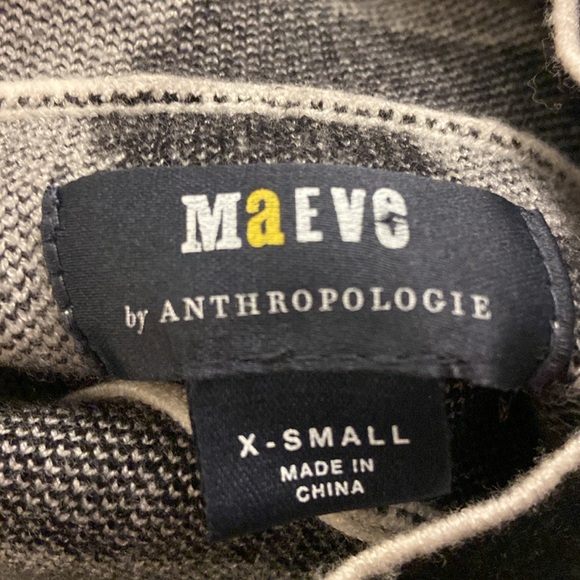 MaEVe
by ANTHROPOLOGIE
X-SMALL
MADE IN
CHINA